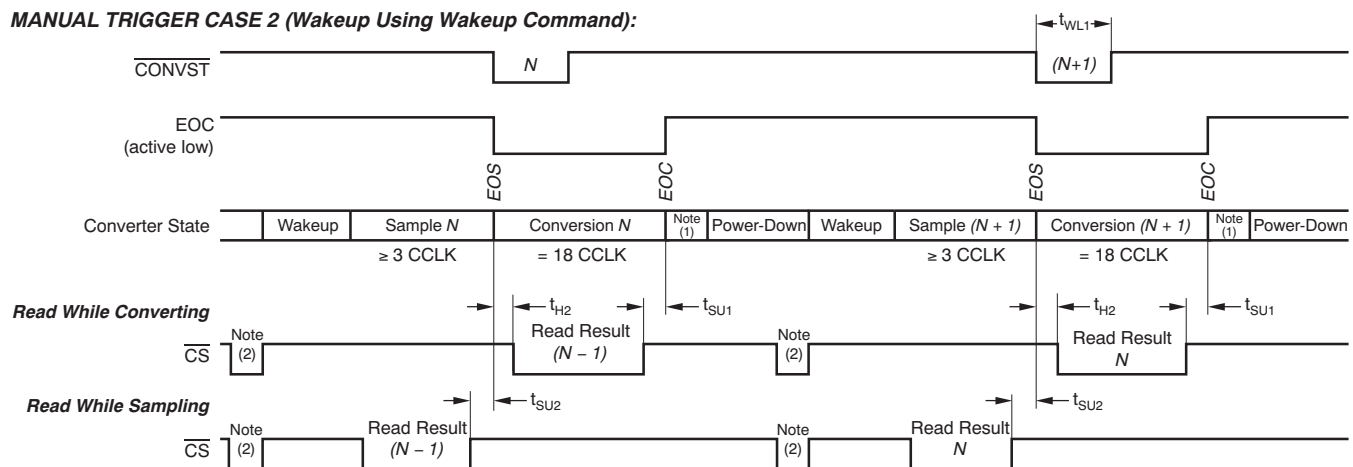 MANUAL TRIGGER CASE 2 (Wakeup Using Wakeup Command):
tWL1
CONVST
N
(N+1)
EOC
(active low)
EOS
EOC
EOS
EOC
Converter State
Wakeup
Sample N
Conversion N
Note
(1)
Power-Down
Wakeup
Sample (N + 1)
Conversion (N + 1)
Note
(1)
Power-Down
≥ 3 CCLK
= 18 CCLK
≥ 3 CCLK
= 18 CCLK
Read While Converting
tH2
tSU1
tH2
tSU1
CS
Note
(2)
Read Result
(N − 1)
Note
(2)
Read Result
N
Read While Sampling
tSU2
tSU2
CS
Note
(2)
Read Result
(N − 1)
Note
(2)
Read Result
N